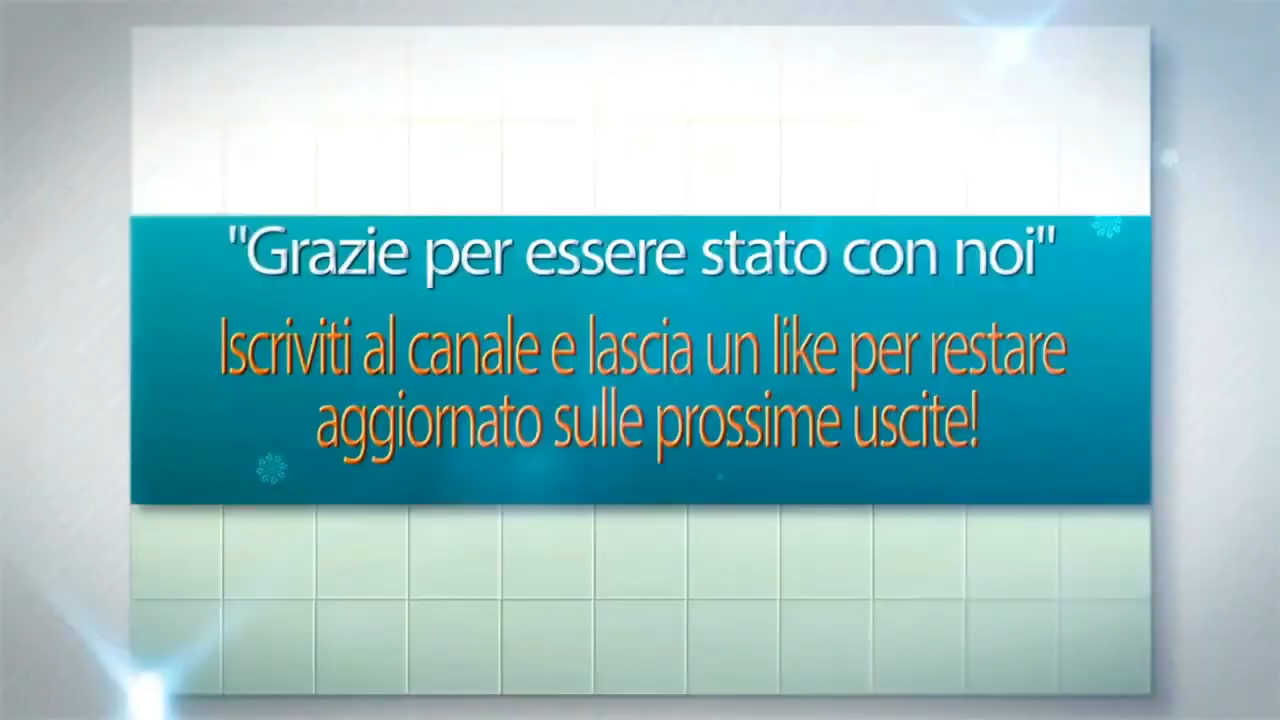 "Grazie per essere stato con noi"
Iscriviti al canale e lascia un like per restare
aggiornato sulle prossime uscite!